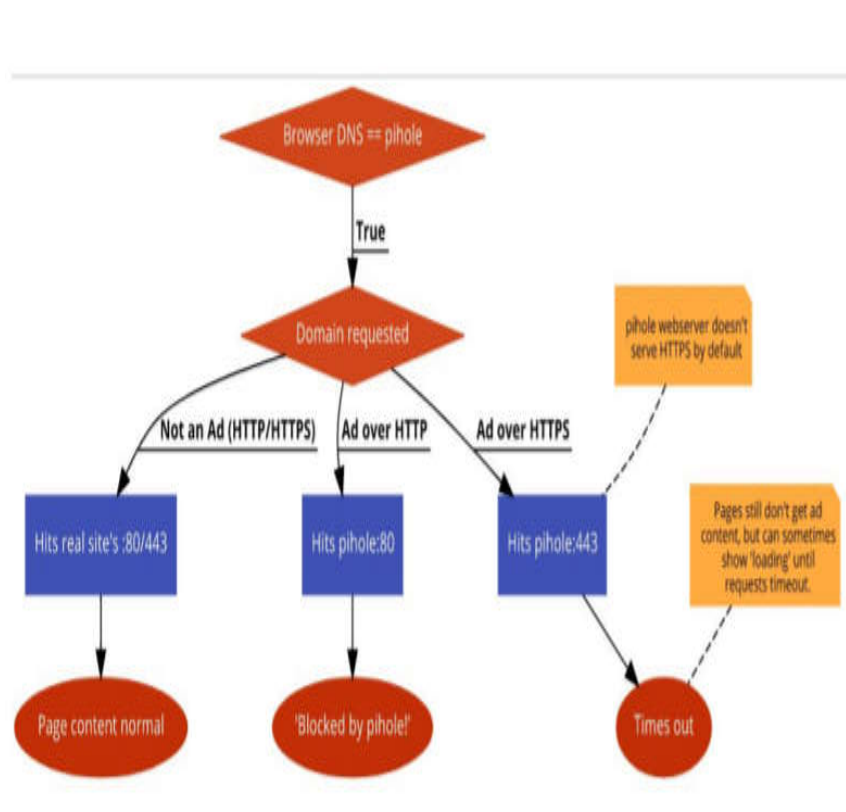 Browser DNS == pihole
True
Domain requested
pihole webserver doesn't
serve HTTPS by default
Not an Ad (HTTP/HTTPS)
Ad over HTTP
Ad over HTTPS
Hits real site's :80/443
Hits pihole:80
Hits pihole:443
Pages still don't get ad
content, but can sometimes
show 'loading' until
requests timeout.
Page content normal
'Blocked by pihole!'
Times out